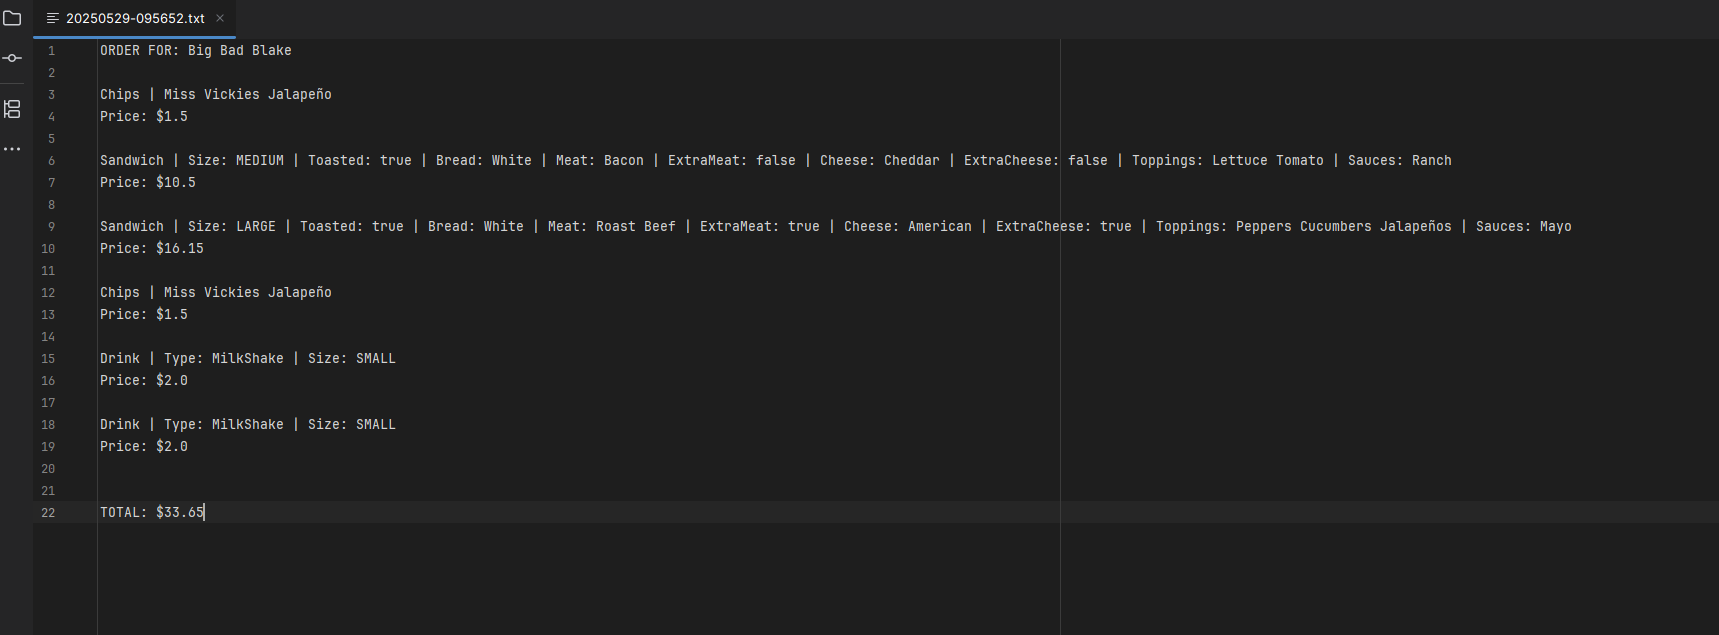 20250529-095652.txt
1 ORDER FOR: Big Bad Blake
2
3 Chips | Miss Vickies Jalapeño
4 Price: $1.5
5
6 Sandwich | Size: MEDIUM | Toasted: true | Bread: White | Meat: Bacon | ExtraMeat: false | Cheese: Cheddar | ExtraCheese: false | Toppings: Lettuce Tomato | Sauces: Ranch
7 Price: $10.5
8
9 Sandwich | Size: LARGE | Toasted: true | Bread: White | Meat: Roast Beef | ExtraMeat: true | Cheese: American | ExtraCheese: true | Toppings: Peppers Cucumbers Jalapeños | Sauces: Mayo
10 Price: $16.15
11
12 Chips | Miss Vickies Jalapeño
13 Price: $1.5
14
15 Drink | Type: MilkShake | Size: SMALL
16 Price: $2.0
17
18 Drink | Type: MilkShake | Size: SMALL
19 Price: $2.0
20
21
22 TOTAL: $33.65